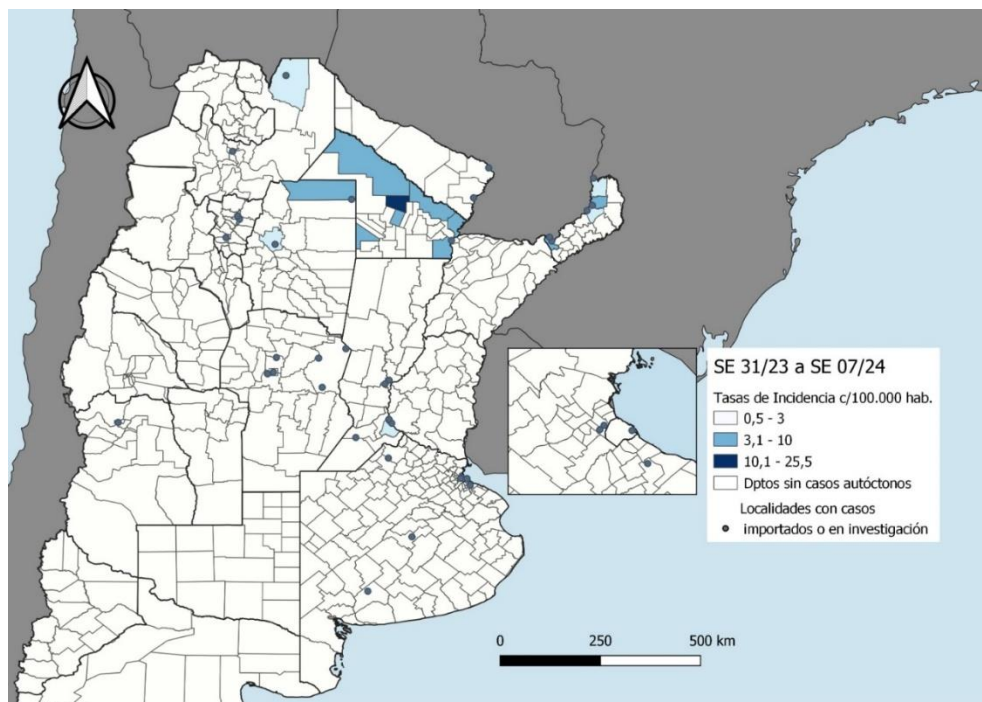 SE 31/23 a SE 07/24
Tasas de Incidencia c/100.000 hab.
0,5 - 3
3,1 - 10
10,1 - 25,5
Dptos sin casos autóctonos
Localidades con casos
importados o en investigación
0 250 500 km